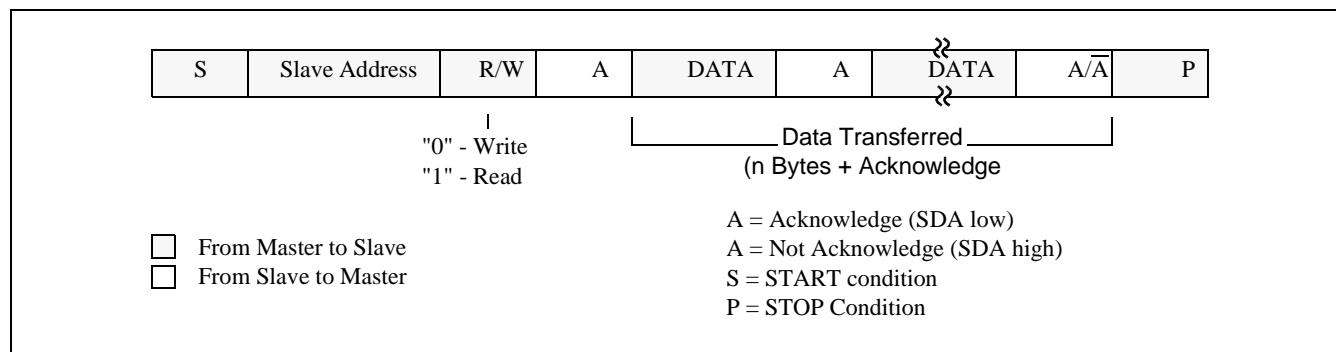 S Slave Address R/W A DATA A DATA A/A̅ P
"0" - Write
"1" - Read
Data Transferred
(n Bytes + Acknowledge
From Master to Slave
From Slave to Master
A = Acknowledge (SDA low)
A = Not Acknowledge (SDA high)
S = START condition
P = STOP Condition